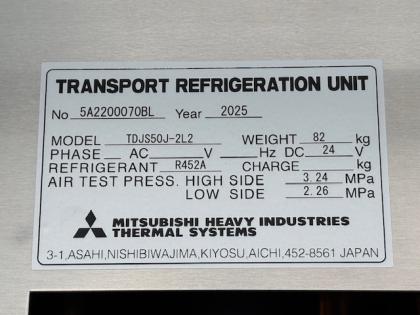 TRANSPORT REFRIGERATION UNIT
No 5A2200070BL Year 2025
MODEL TDJS50J-2L2 WEIGHT 82 kg
PHASE AC V Hz DC 24 V
REFRIGERANT R452A CHARGE kg
AIR TEST PRESS. HIGH SIDE 3.24 MPa
LOW SIDE 2.26 MPa
MITSUBISHI HEAVY INDUSTRIES
THERMAL SYSTEMS
3-1,ASAHI,NISHIBIWAJIMA,KIYOSU,AICHI,452-8561 JAPAN